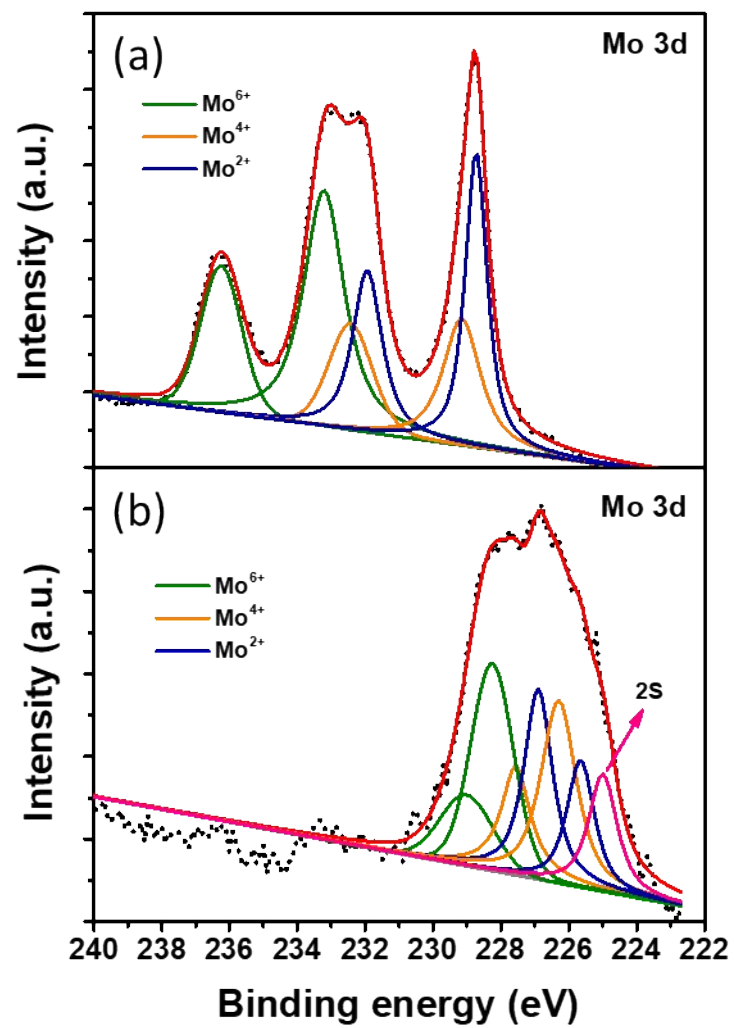 (a)
Mo 3d
Mo⁶⁺
Mo⁴⁺
Mo²⁺
Intensity (a.u.)
(b)
Mo 3d
Mo⁶⁺
Mo⁴⁺
Mo²⁺
2S
Intensity (a.u.)
240 238 236 234 232 230 228 226 224 222
Binding energy (eV)